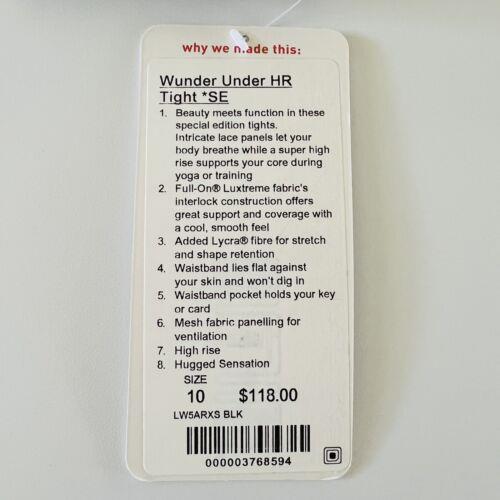 why we made this:
Wunder Under HR
Tight *SE
1. Beauty meets function in these
special edition tights.
Intricate lace panels let your
body breathe while a super high
rise supports your core during
yoga or training
2. Full-On® Luxtreme fabric's
interlock construction offers
great support and coverage with
a cool, smooth feel
3. Added Lycra® fibre for stretch
and shape retention
4. Waistband lies flat against
your skin and won't dig in
5. Waistband pocket holds your key
or card
6. Mesh fabric panelling for
ventilation
7. High rise
8. Hugged Sensation
SIZE
10 $118.00
LW5ARXS BLK
000003768594